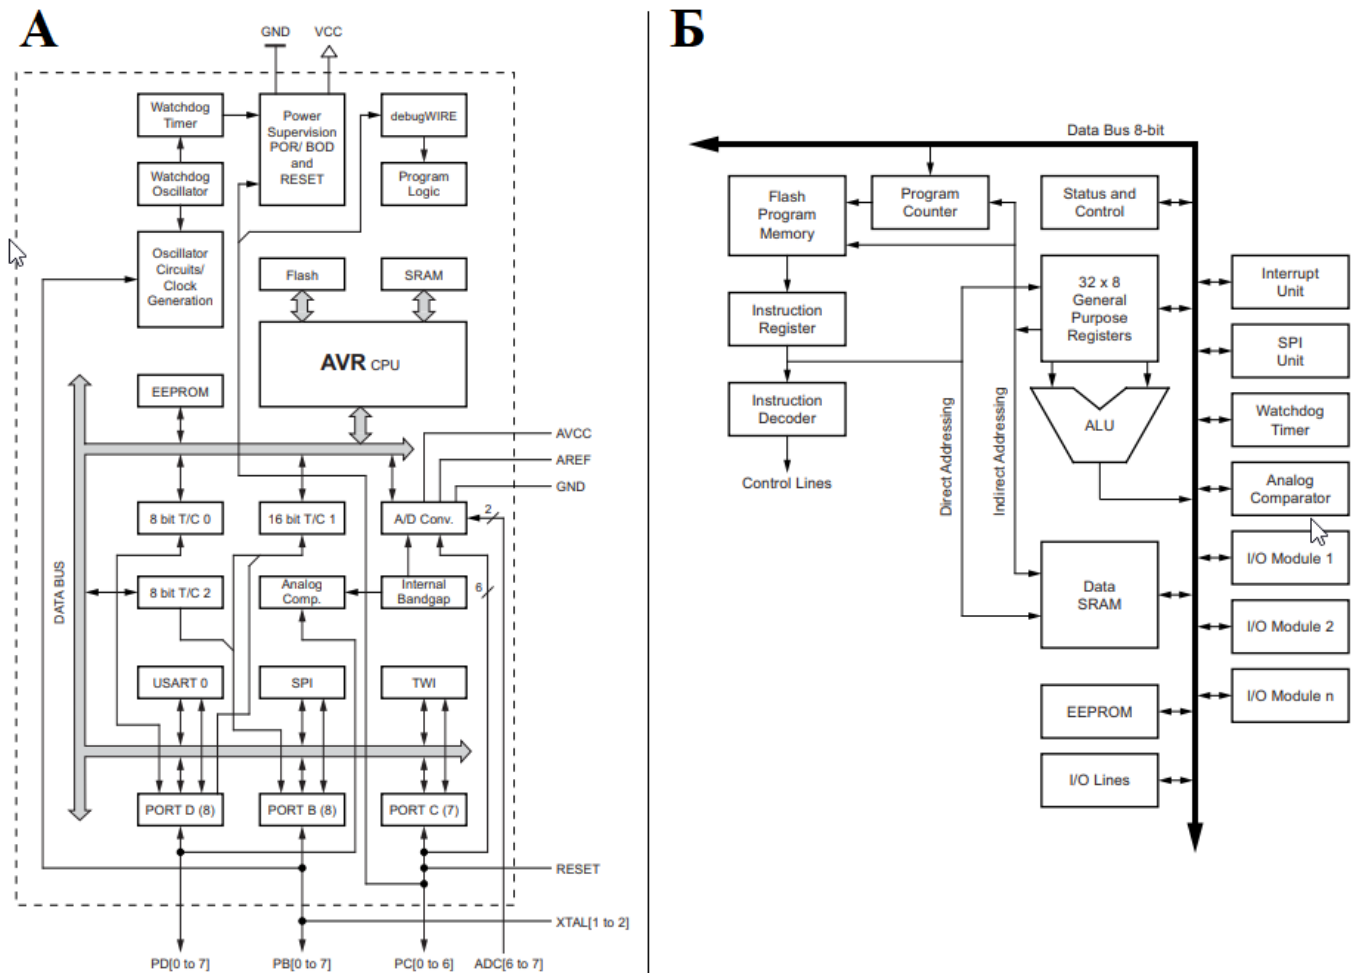 А
GND
VCC
Watchdog
Timer
Power
Supervision
POR/ BOD
and
RESET
debugWIRE
Watchdog
Oscillator
Program
Logic
Oscillator
Circuits/
Clock
Generation
Flash
SRAM
AVR CPU
EEPROM
AVCC
AREF
GND
8 bit T/C 0
16 bit T/C 1
A/D Conv.
2
DATA BUS
8 bit T/C 2
Analog
Comp.
Internal
Bandgap
6
USART 0
SPI
TWI
PORT D (8)
PORT B (8)
PORT C (7)
RESET
XTAL[1 to 2]
PD[0 to 7]
PB[0 to 7]
PC[0 to 6]
ADC[6 to 7]
Б
Data Bus 8-bit
Flash
Program
Memory
Program
Counter
Status and
Control
Instruction
Register
32 x 8
General
Purpose
Registers
Interrupt
Unit
SPI
Unit
Instruction
Decoder
ALU
Watchdog
Timer
Control Lines
Direct Addressing
Indirect Addressing
Analog
Comparator
I/O Module 1
Data
SRAM
I/O Module 2
I/O Module n
EEPROM
I/O Lines